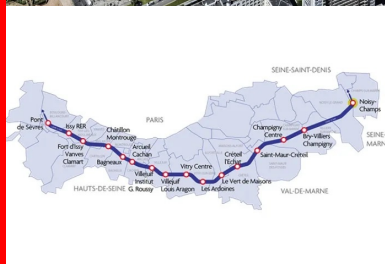 SEINE-SAINT-DENIS
Noisy-
Champs
Pont
de Sèvres
Issy RER
Châtillon
Montrouge
PARIS
Champigny
Centre
Bry-Villiers
Champigny
SEINE-
MARN
Fort d'Issy
Vanves
Clamart
Bagneux
Arcueil
Cachan
Créteil
l'Échat
Saint-Maur-Créteil
Vitry Centre
Villejuif
Institut
G. Roussy
Villejuif
Louis Aragon
Le Vert de Maisons
Les Ardoines
HAUTS-DE-SEINE
VAL-DE-MARNE